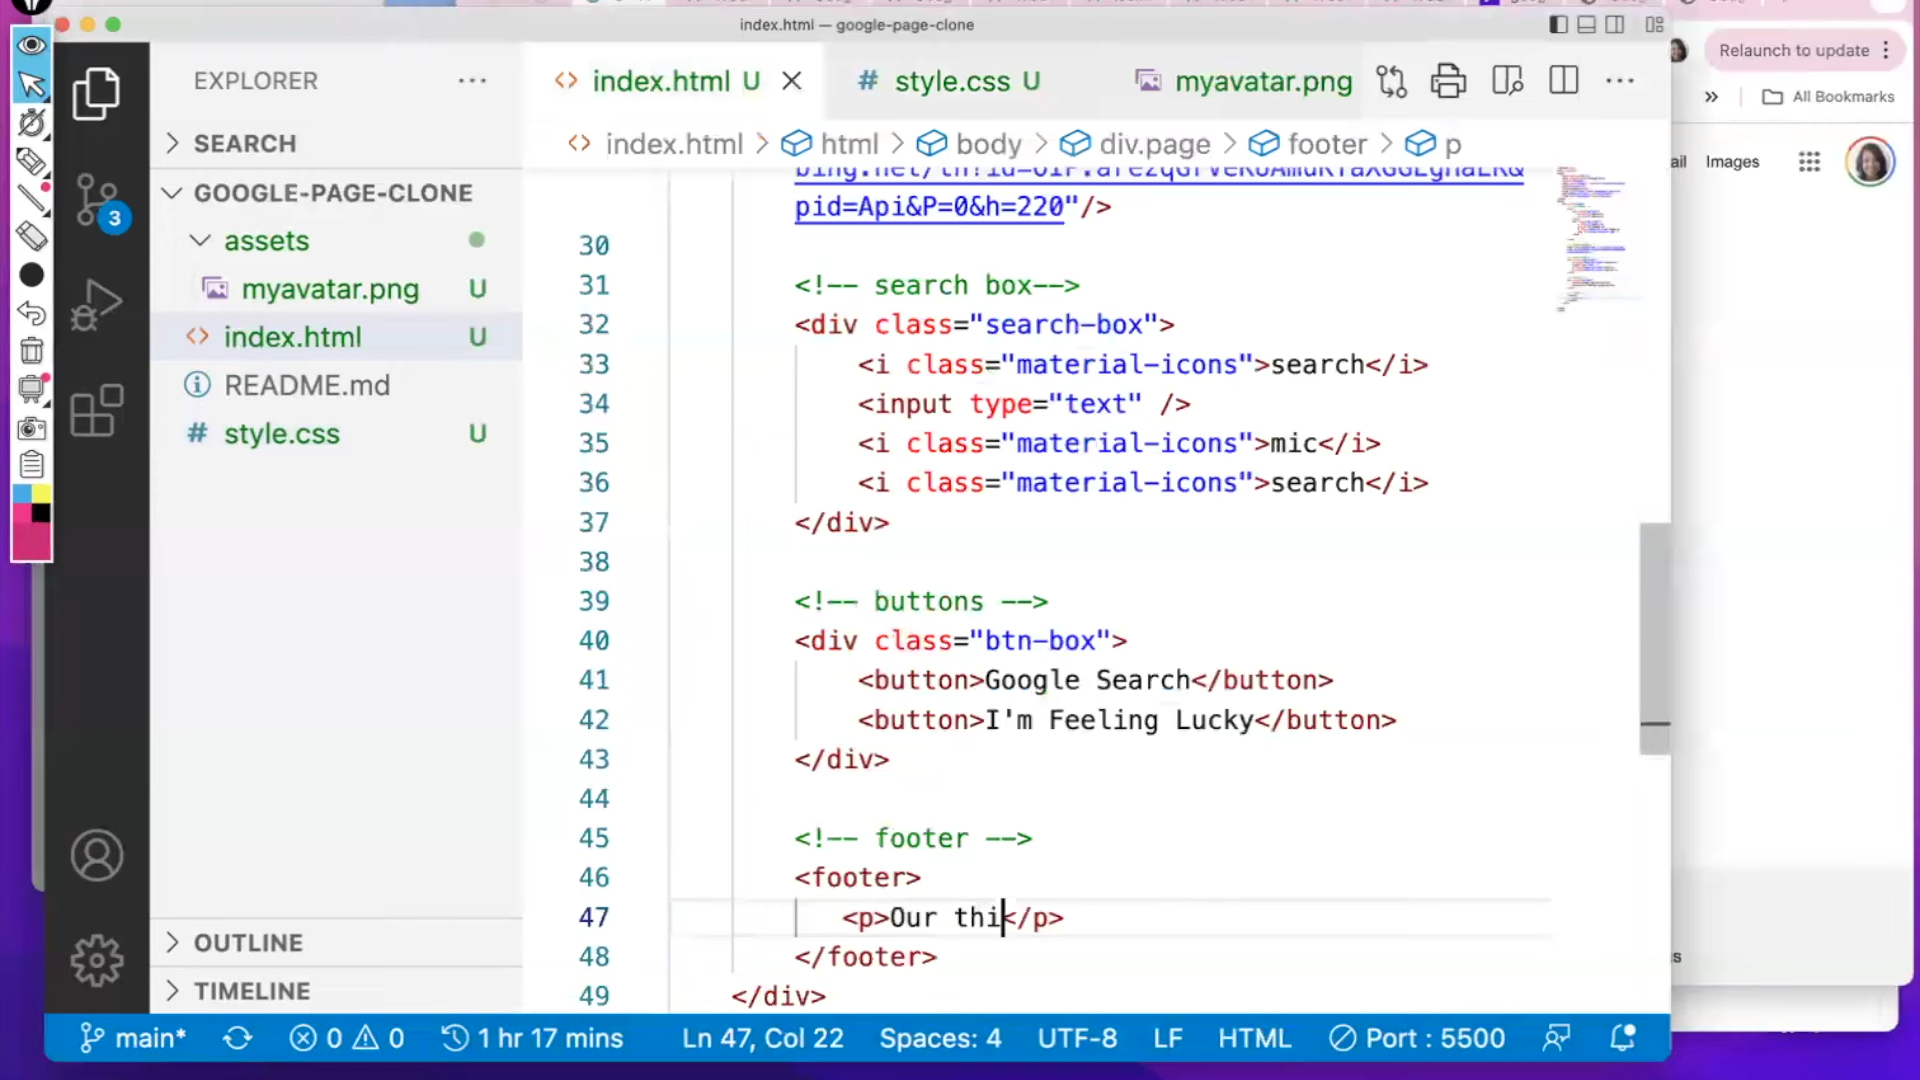 index.html — google-page-clone
Relaunch to update
EXPLORER
index.html U
style.css U
myavatar.png
All Bookmarks
SEARCH
index.html
html
body
div.page
footer
p
Images
GOOGLE-PAGE-CLONE
3
assets
myavatar.png U
index.html U
README.md
style.css U
pid=Api&P=0&h=220"/>
30
31 <!-- search box-->
32 <div class="search-box">
33 <i class="material-icons">search</i>
34 <input type="text" />
35 <i class="material-icons">mic</i>
36 <i class="material-icons">search</i>
37 </div>
38
39 <!-- buttons -->
40 <div class="btn-box">
41 <button>Google Search</button>
42 <button>I'm Feeling Lucky</button>
43 </div>
44
45 <!-- footer -->
46 <footer>
47 <p>Our thi</p>
48 </footer>
49 </div>
OUTLINE
TIMELINE
main* 0 0 1 hr 17 mins Ln 47, Col 22 Spaces: 4 UTF-8 LF HTML Port : 5500